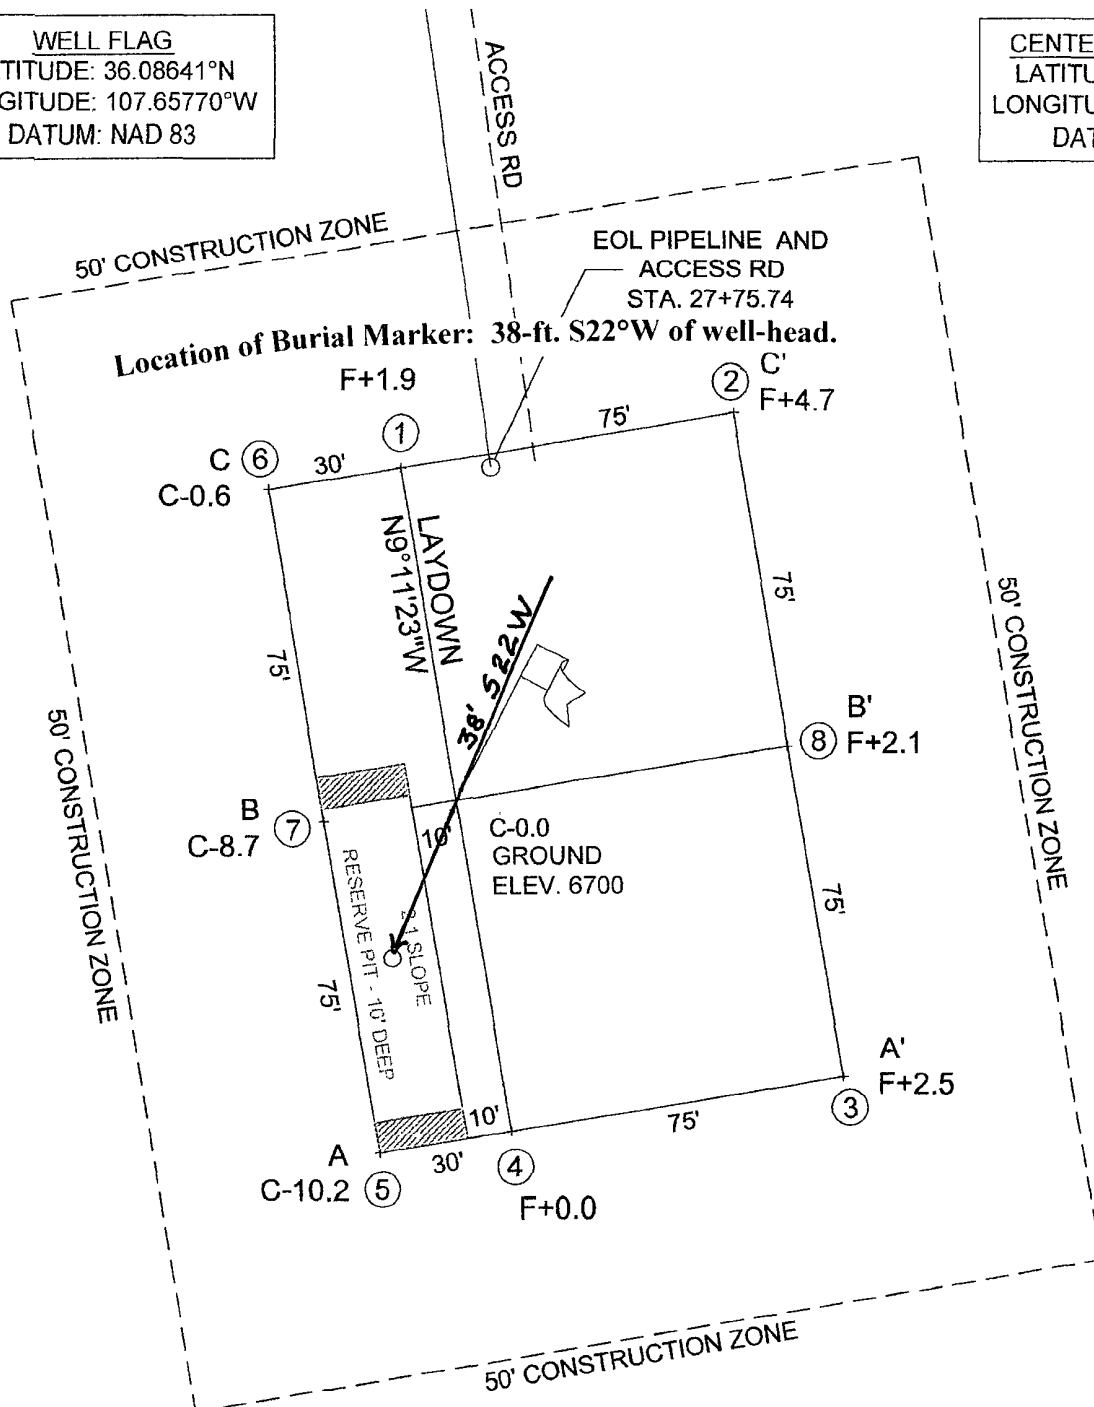 WELL FLAG
TITUDE: 36.08641°N
GITUDE: 107.65770°W
DATUM: NAD 83
CENTE
LATITU
LONGITU
DAT
ACCESS RD
50' CONSTRUCTION ZONE
EOL PIPELINE AND
ACCESS RD
STA. 27+75.74
Location of Burial Marker: 38-ft. S22°W of well-head.
F+1.9
1
2
C'
F+4.7
75'
C
6
30'
C-0.6
LAYDOWN
N9°11'23"W
75'
75'
38' S22W
50' CONSTRUCTION ZONE
50' CONSTRUCTION ZONE
B'
8
F+2.1
B
7
C-8.7
10'
C-0.0
GROUND
ELEV. 6700
RESERVE PIT - 10' DEEP
2:1 SLOPE
75'
75'
A'
F+2.5
3
10'
75'
A
30'
C-10.2
5
4
F+0.0
50' CONSTRUCTION ZONE